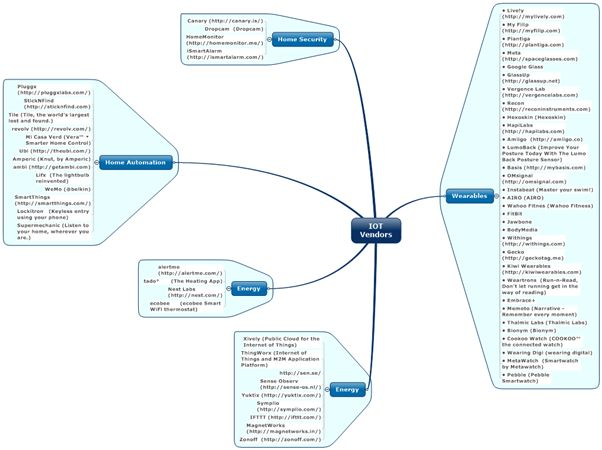 Canary (http://canary.is/)
Dropcam (Dropcam)
HomeMonitor
(http://homemonitor.me/)
iSmartAlarm
(http://ismartalarm.com/)
Home Security
Pluggx
(http://pluggxlabs.com/)
StickNFind
(http://sticknfind.com/)
Tile (Tile, the world's largest
lost and found.)
revolv (http://revolv.com/)
Mi Casa Verd (Vera™ +
Smarter Home Control)
Ubi (http://theubi.com/)
Amperic (Knut, by Amperic)
ambi (http://getambi.com)
Lifx (The lightbulb
reinvented)
WeMo (@belkin)
SmartThings
(http://smartthings.com/)
Lockitron (Keyless entry
using your phone)
Supermechanic (Listen to
your home, wherever you
are.)
Home Automation
IOT
Vendors
alertme
(http://alertme.com/)
tado° (The Heating App)
Nest Labs
(http://nest.com/)
ecobee (ecobee Smart
WiFi thermostat)
Energy
Xively (Public Cloud for the
Internet of Things)
ThingWorx (Internet of
Things and M2M Application
Platform)
http://sen.se/
Sense Observ
(http://sense-os.nl/)
Yuktix (http://yuktix.com/)
Symplio
(http://symplio.com/)
IFTTT (http://ifttt.com/)
MagnetWorks
(http://magnetworks.in/)
Zonoff (http://zonoff.com/)
Energy
Wearables
• Live!y
(http://mylively.com)
• My Filip
(http://myfilip.com)
• Plantiga
(http://plantiga.com)
• Meta
(http://spaceglasses.com)
• Google Glass
• GlassUp
(http://glassup.net)
• Vergence Lab
(http://vergencelabs.com)
• Recon
(http://reconinstruments.com)
• Hexoskin (Hexoskin)
• HapiLabs
(http://hapilabs.com)
• Amiigo (http://amiigo.co)
• LumoBack (Improve Your
Posture Today With The Lumo
Back Posture Sensor)
• Basis (http://mybasis.com)
• OMsignal
(http://omsignal.com)
• Instabeat (Master your swim!)
• AIRO (AIRO)
• Wahoo Fitnes (Wahoo Fitness)
• FitBit
• Jawbone
• BodyMedia
• Withings
(http://withings.com)
• Gecko
(http://geckotag.me)
• Kiwi Wearables
(http://kiwiwearables.com)
• Weartrons (Run-n-Read,
Don't let running get in the
way of reading)
• Embrace+
• Memoto (Narrative -
Remember every moment)
• Thalmic Labs (Thalmic Labs)
• Bionym (Bionym)
• Cookoo Watch (COOKOO™
the connected watch)
• Wearing Digi (wearing digital)
• MetaWatch (Smartwatch
by Metawatch)
• Pebble (Pebble
Smartwatch)